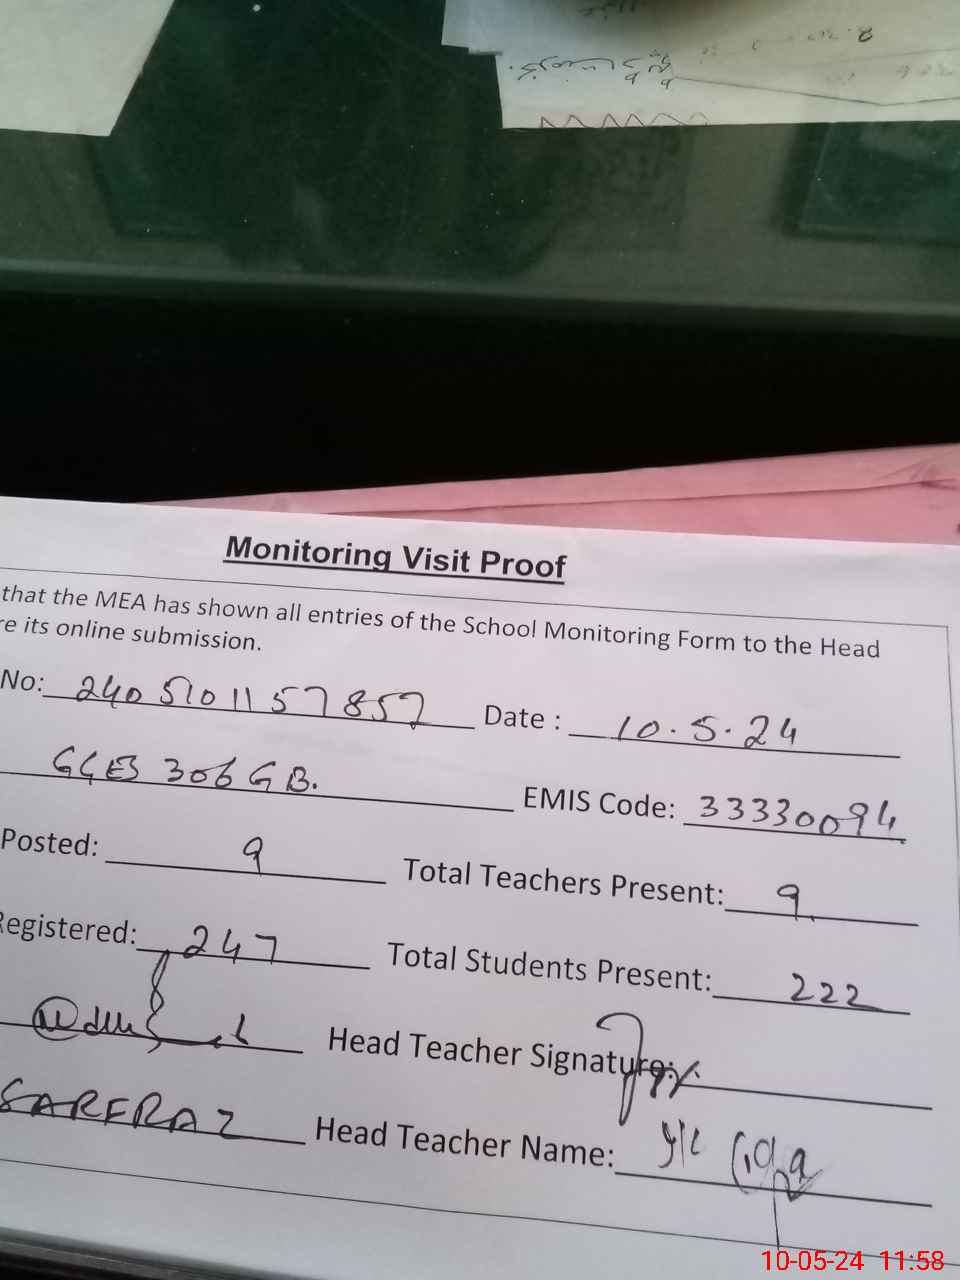 Monitoring Visit Proof
that the MEA has shown all entries of the School Monitoring Form to the Head
re its online submission.
No: 2405101157857 Date : 10.5.24
GGES 306 GB. EMIS Code: 33330094
Posted: 9 Total Teachers Present: 9
Registered: 247 Total Students Present: 222
Head Teacher Signature:
SARFRAZ Head Teacher Name:
10-05-24 11:58